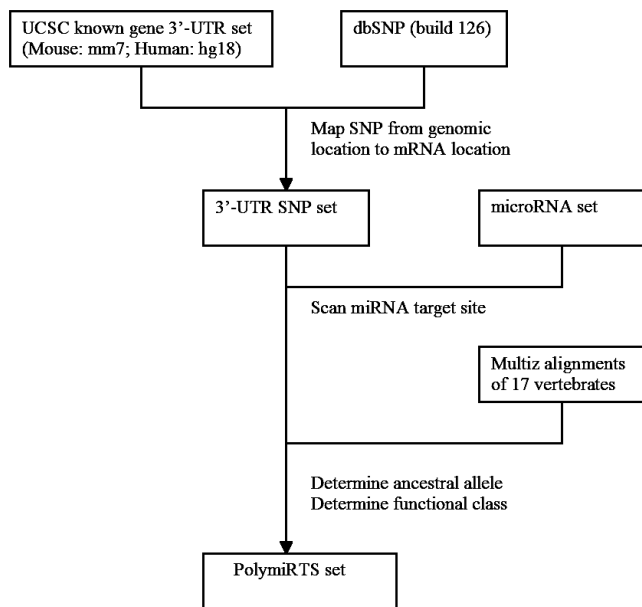 UCSC known gene 3’-UTR set
(Mouse: mm7; Human: hg18)
dbSNP (build 126)
Map SNP from genomic
location to mRNA location
3’-UTR SNP set
microRNA set
Scan miRNA target site
Multiz alignments
of 17 vertebrates
Determine ancestral allele
Determine functional class
PolymiRTS set